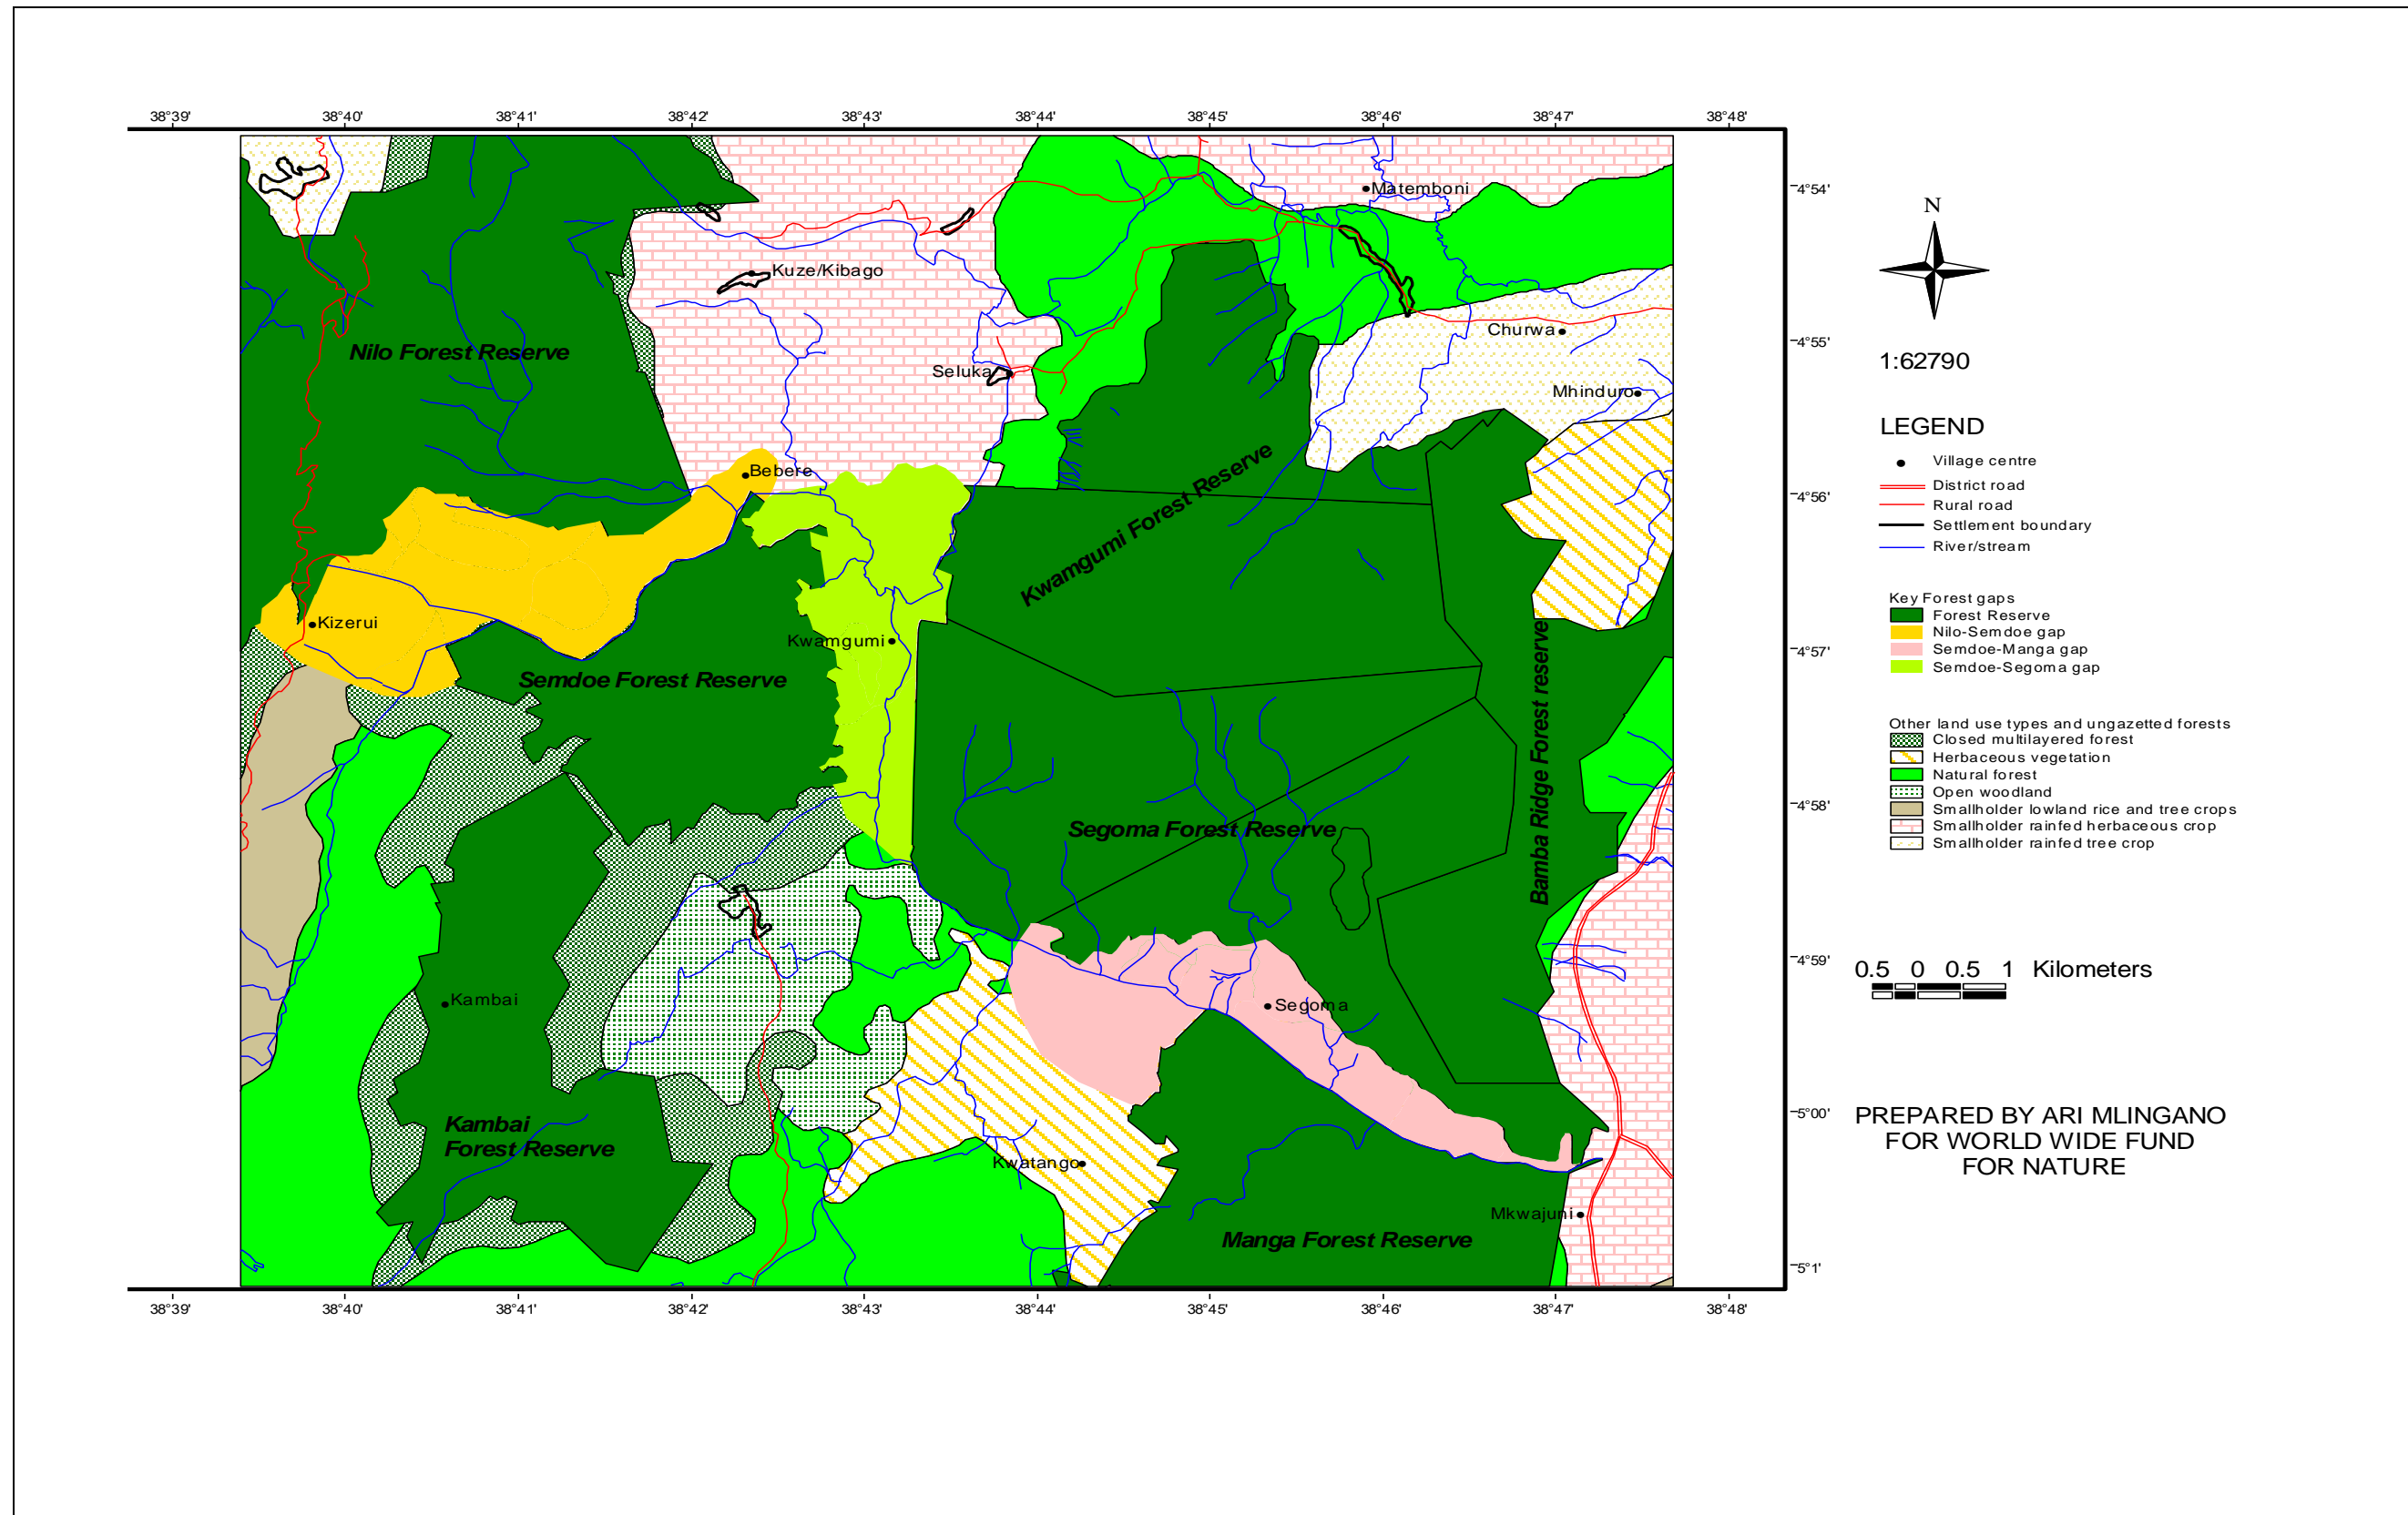 38°39' 38°40' 38°41' 38°42' 38°43' 38°44' 38°45' 38°46' 38°47' 38°48'
4°54'
4°55'
4°56'
4°57'
4°58'
4°59'
5°00'
5°1'
Matemboni
Kuze/Kibago
Churwa
Nilo Forest Reserve
Seluka
Mhinduro
Bebere
Kwamgumi Forest Reserve
Kizerui
Kwamgumi
Semdoe Forest Reserve
Bamba Ridge Forest reserve
Segoma Forest Reserve
Kambai
Segoma
Kambai
Forest Reserve
Kwatango
Mkwajuni
Manga Forest Reserve
38°39' 38°40' 38°41' 38°42' 38°43' 38°44' 38°45' 38°46' 38°47' 38°48'
N
1:62790
LEGEND
Village centre
District road
Rural road
Settlement boundary
River/stream
Key Forest gaps
Forest Reserve
Nilo-Semdoe gap
Semdoe-Manga gap
Semdoe-Segoma gap
Other land use types and ungazetted forests
Closed multilayered forest
Herbaceous vegetation
Natural forest
Open woodland
Smallholder lowland rice and tree crops
Smallholder rainfed herbaceous crop
Smallholder rainfed tree crop
0.5 0 0.5 1 Kilometers
PREPARED BY ARI MLINGANO
FOR WORLD WIDE FUND
FOR NATURE